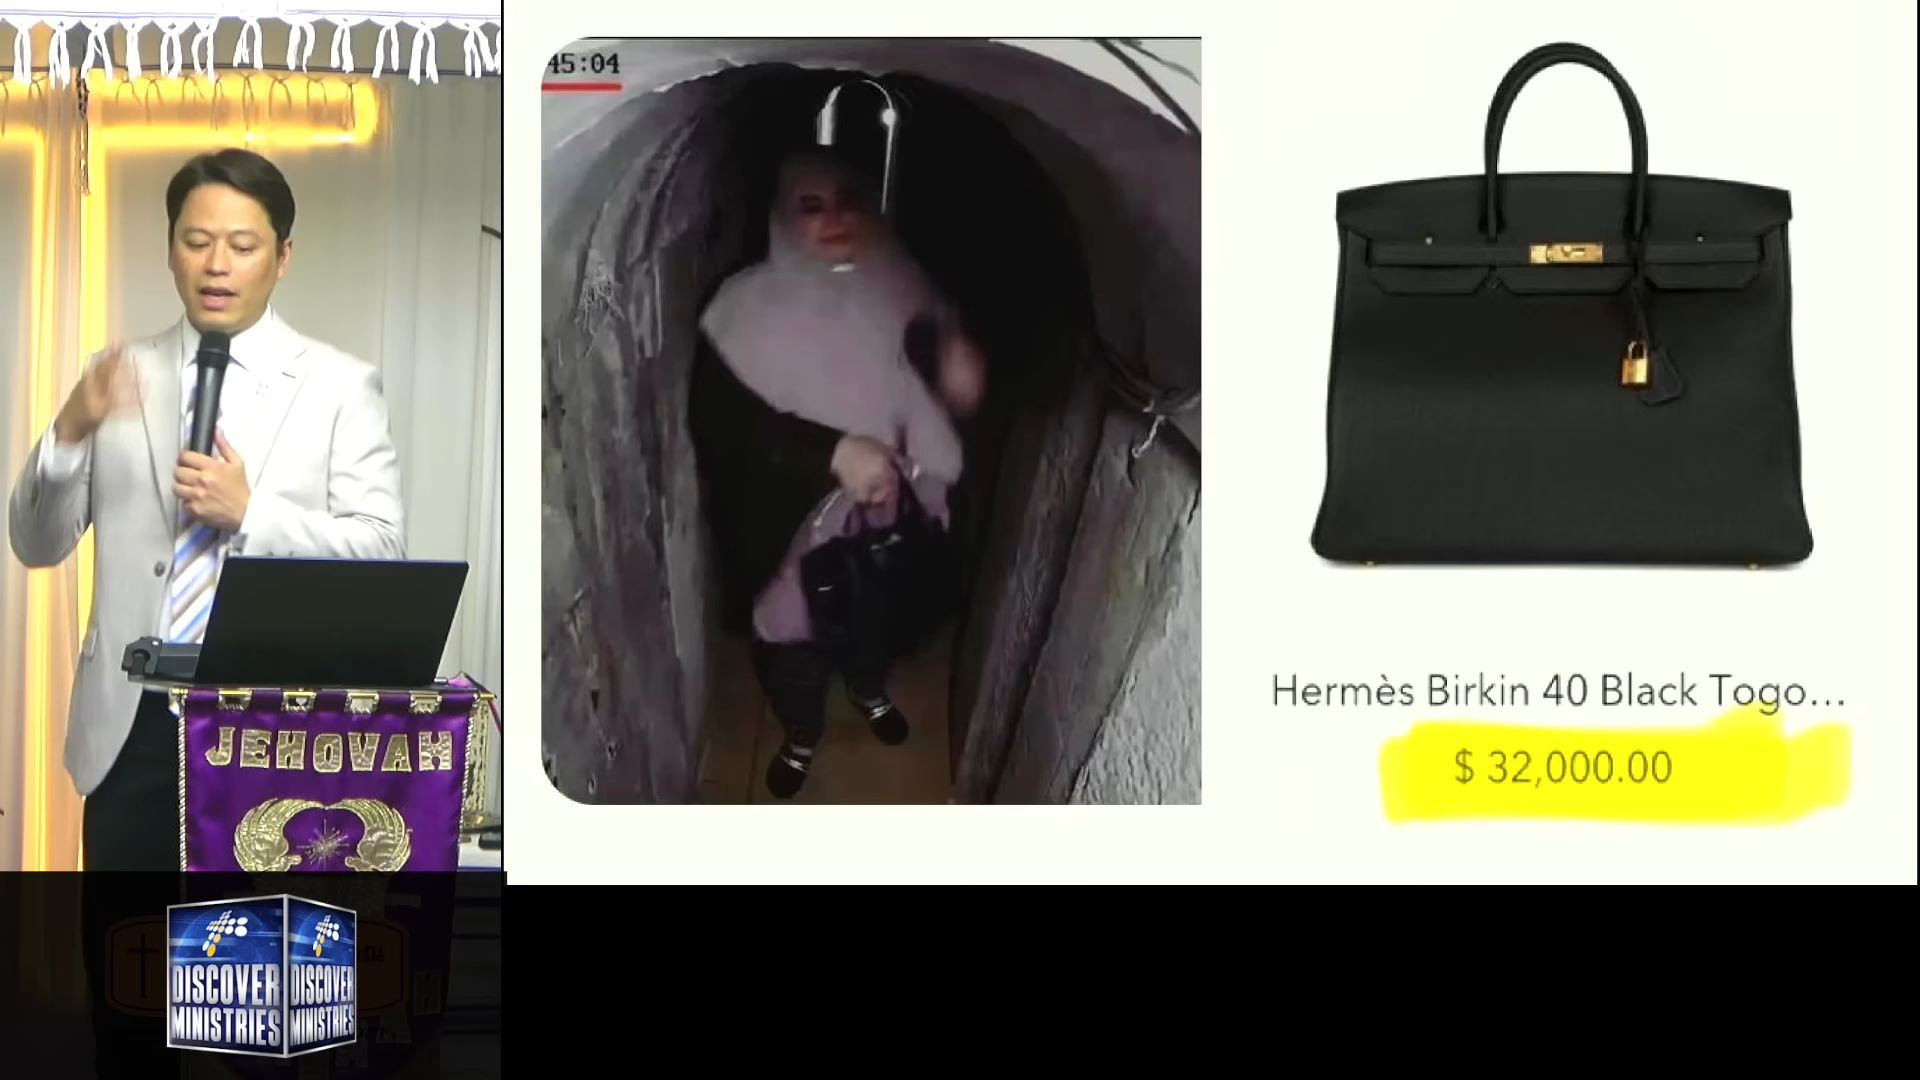 45:04
Hermès Birkin 40 Black Togo...
$ 32,000.00
JEHOVAH
DISCOVER
MINISTRIES
DISCOVER
MINISTRIES